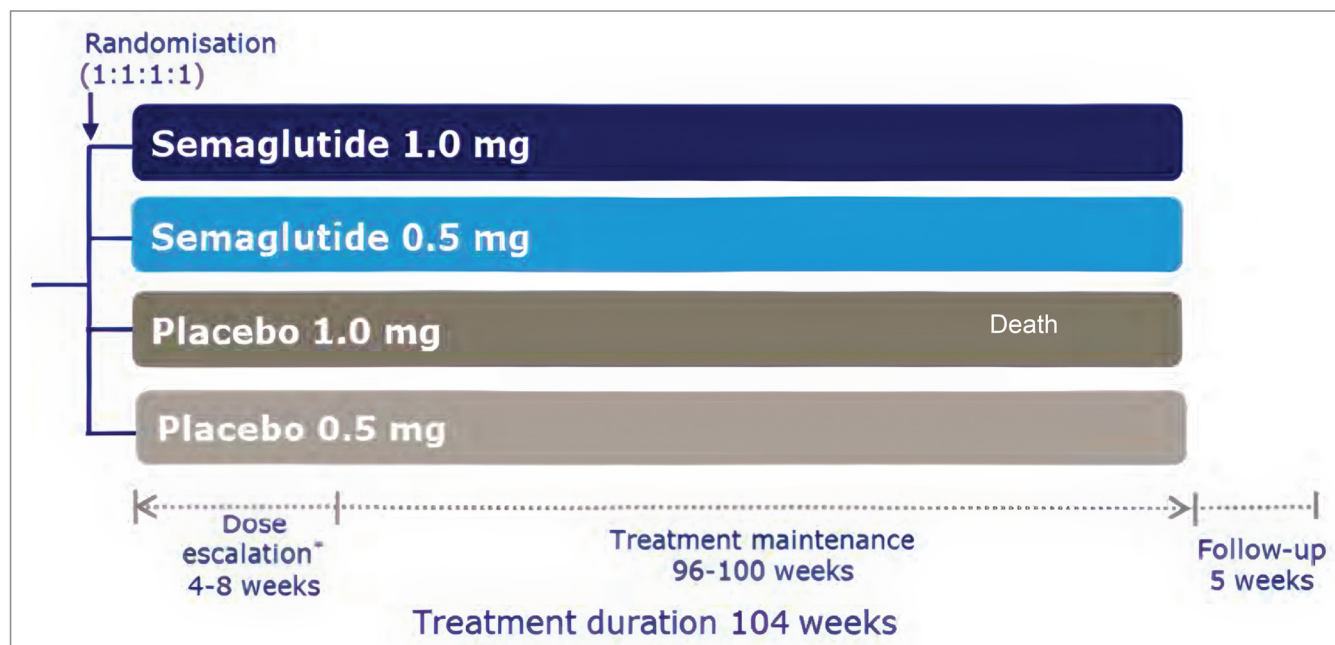 Randomisation
(1:1:1:1)
Semaglutide 1.0 mg
Semaglutide 0.5 mg
Placebo 1.0 mg
Death
Placebo 0.5 mg
Dose
escalation*
4-8 weeks
Treatment maintenance
96-100 weeks
Follow-up
5 weeks
Treatment duration 104 weeks